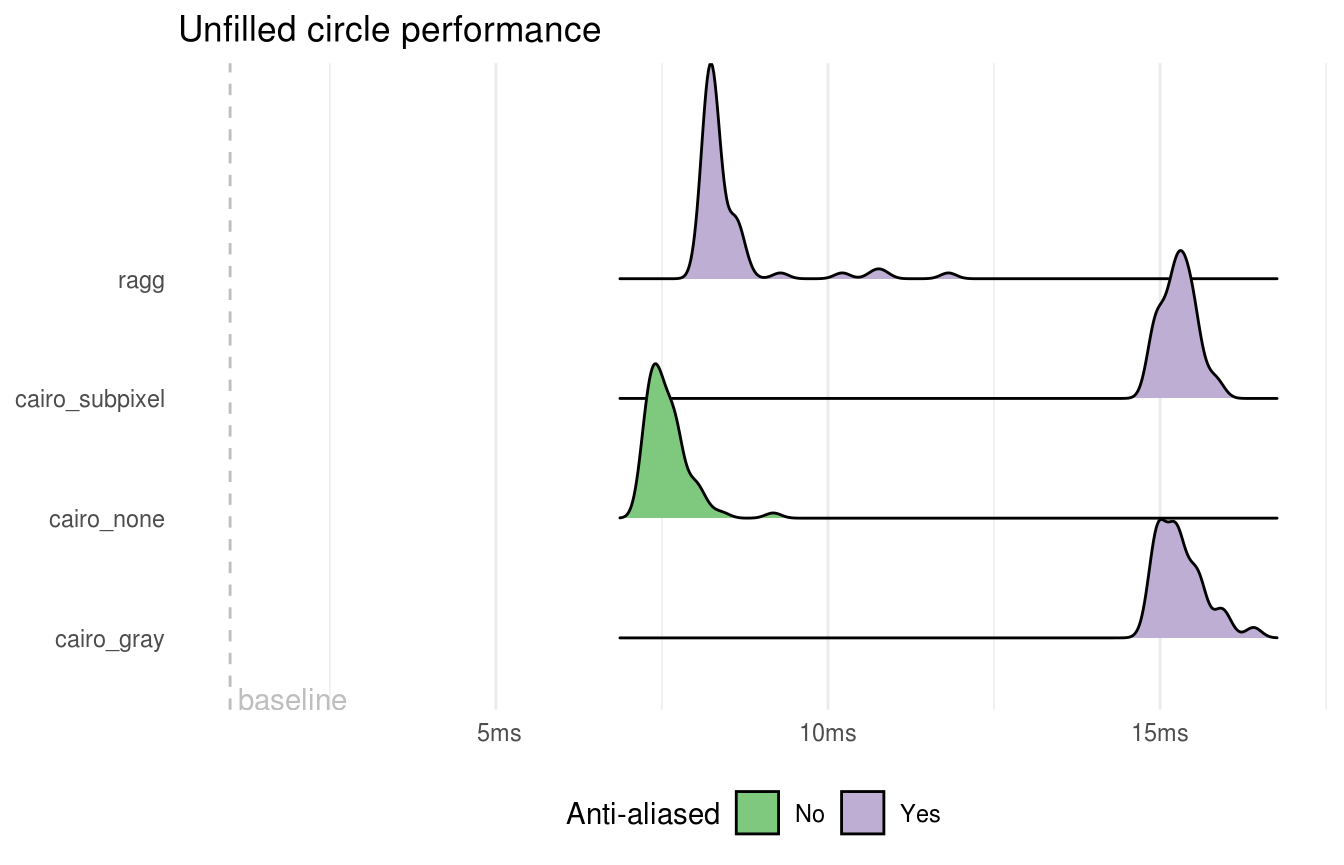 Unfilled circle performance
ragg
cairo_subpixel
cairo_none
cairo_gray
baseline
5ms 10ms 15ms
Anti-aliased No Yes